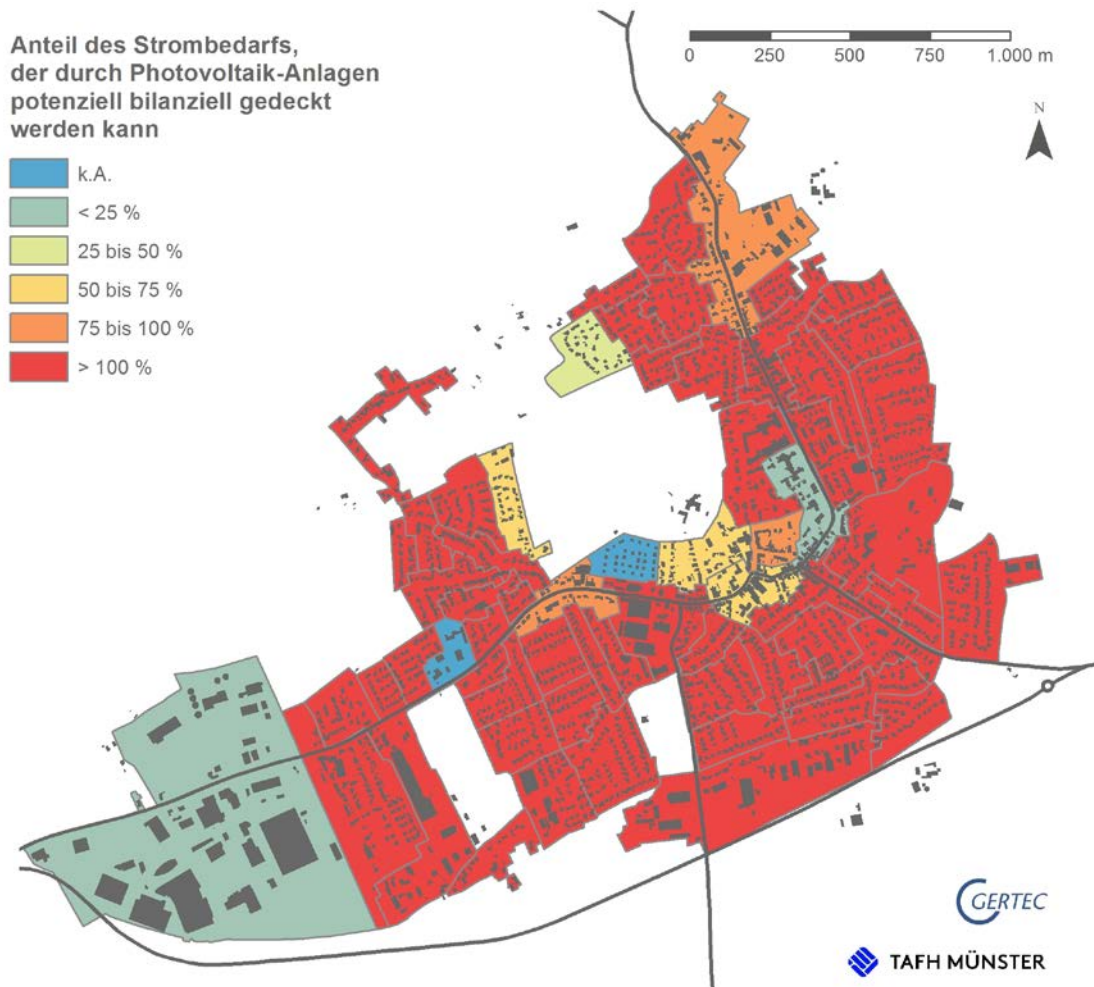 Anteil des Strombedarfs,
der durch Photovoltaik-Anlagen
potenziell bilanziell gedeckt
werden kann
k.A.
< 25 %
25 bis 50 %
50 bis 75 %
75 bis 100 %
> 100 %
0 250 500 750 1.000 m
N
GERTEC
TAFH MÜNSTER